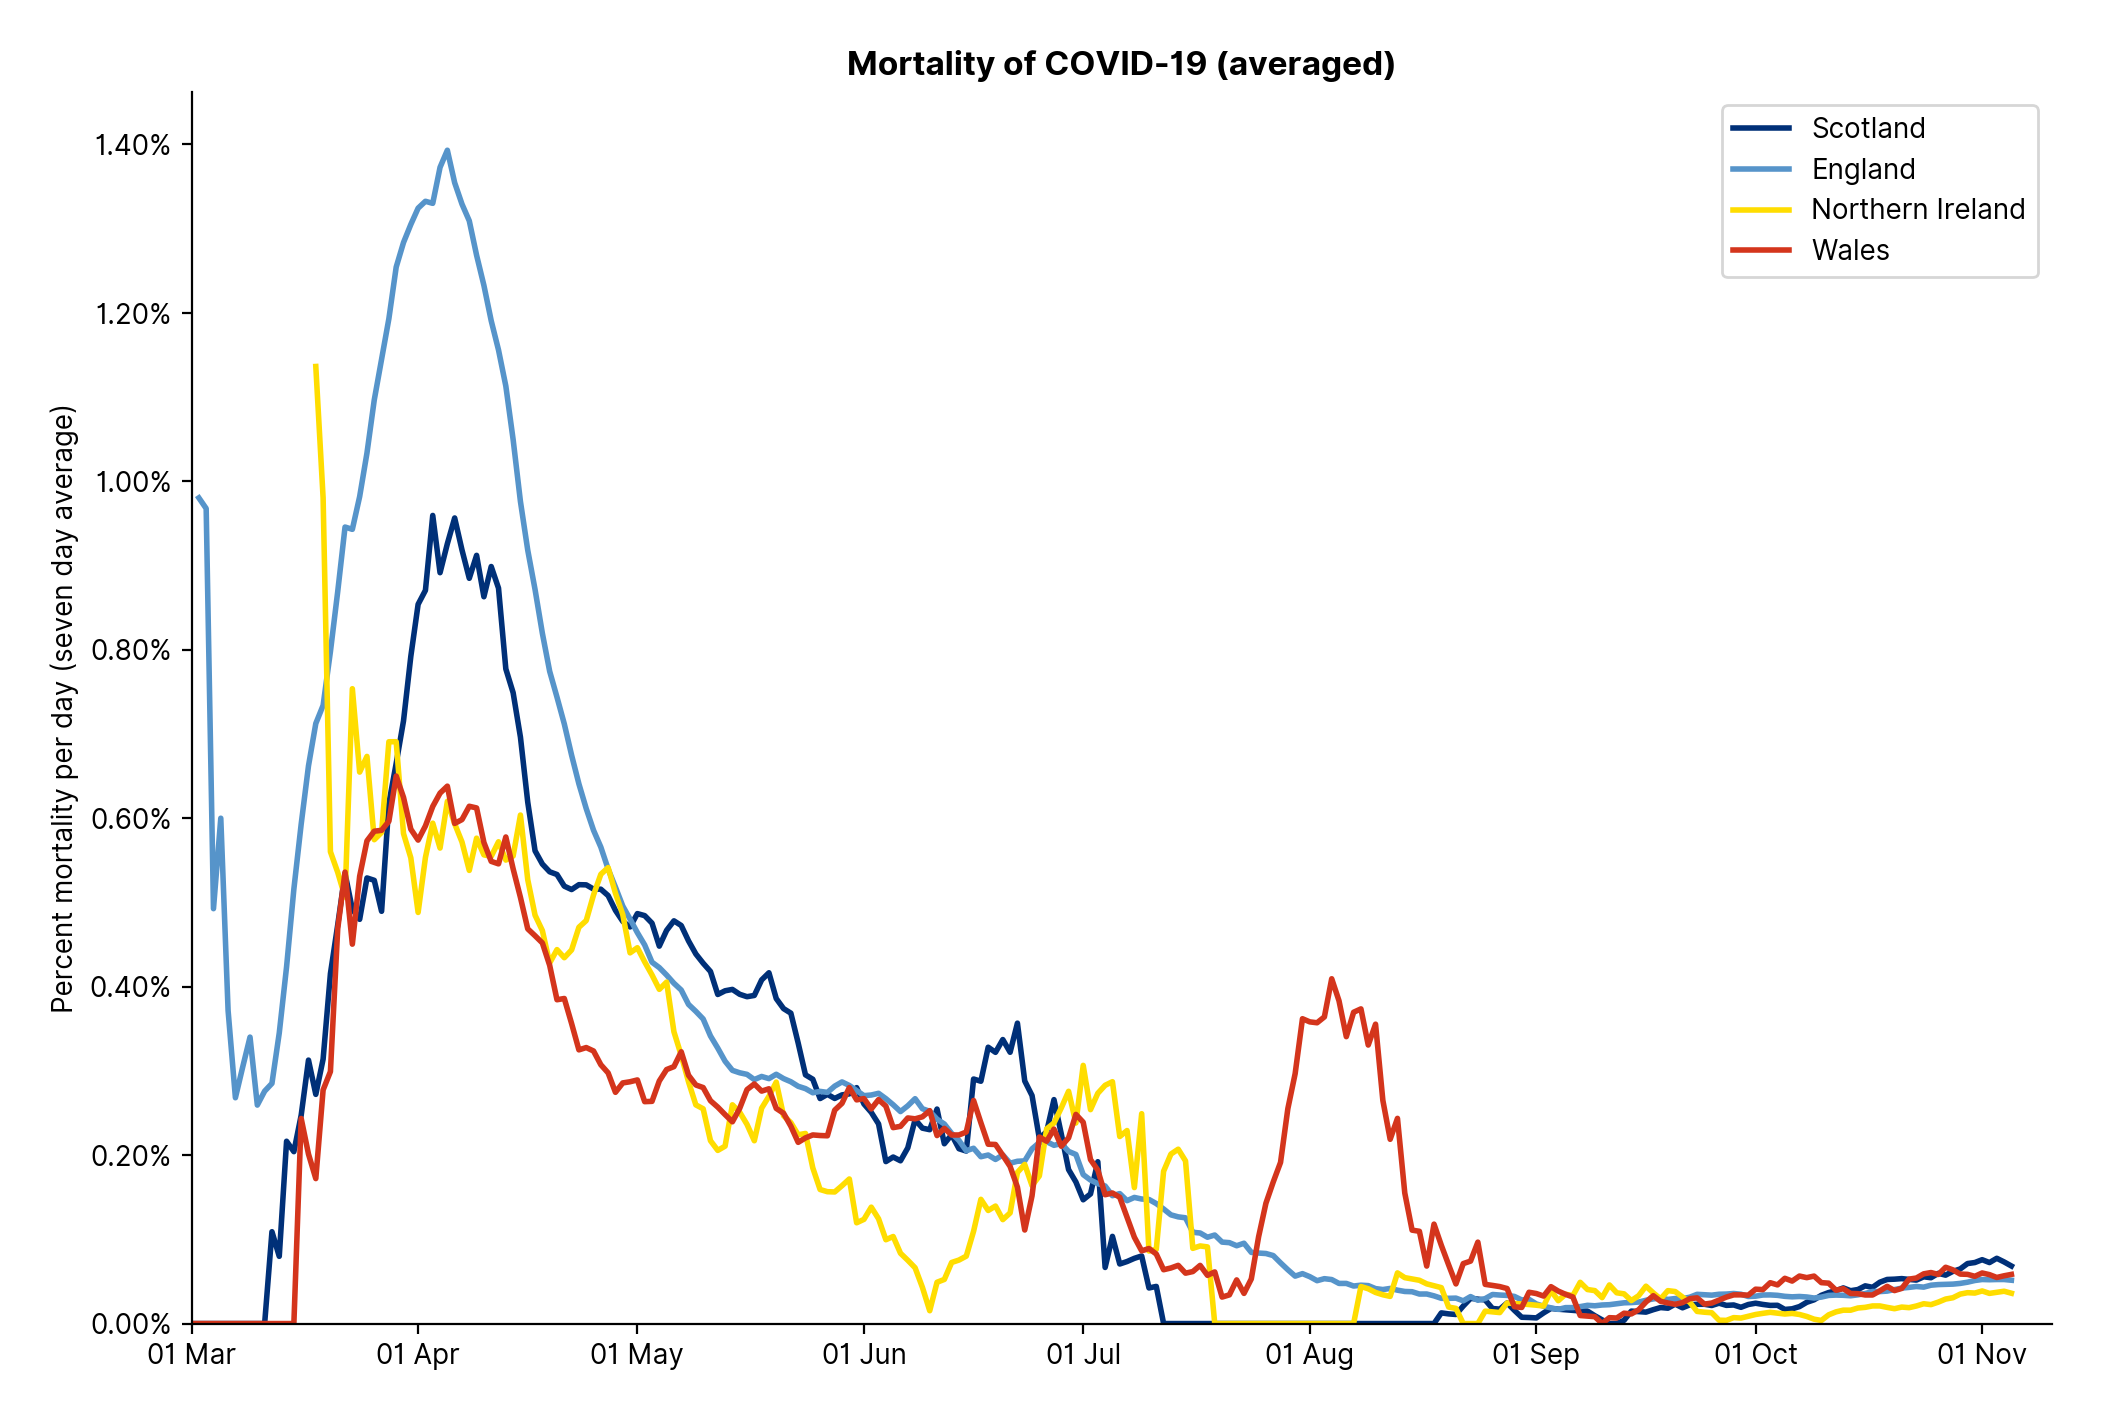 Mortality of COVID-19 (averaged)
Scotland
England
Northern Ireland
Wales
Percent mortality per day (seven day average)
1.40%
1.20%
1.00%
0.80%
0.60%
0.40%
0.20%
0.00%
01 Mar
01 Apr
01 May
01 Jun
01 Jul
01 Aug
01 Sep
01 Oct
01 Nov